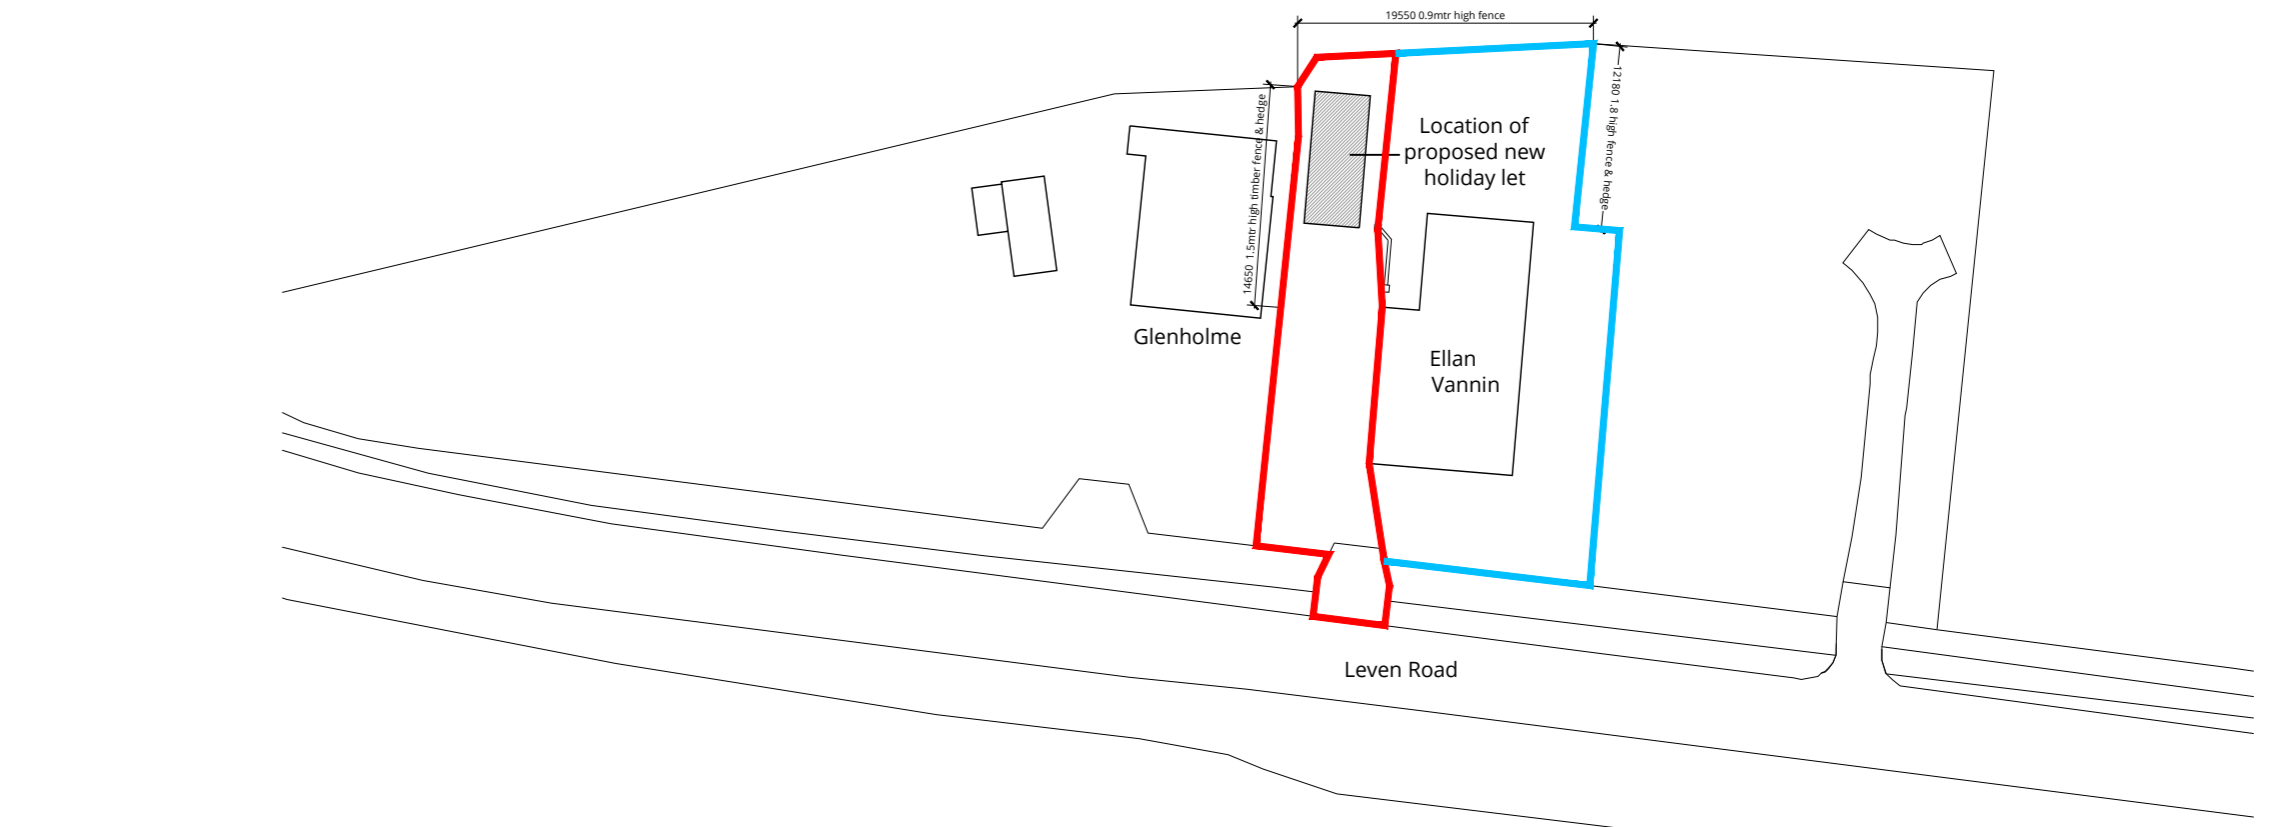 19550 0.9mtr high fence
12180 1.8 high fence & hedge
14650 1.5mtr high timber fence & hedge
Location of
proposed new
holiday let
Glenholme
Ellan
Vannin
Leven Road